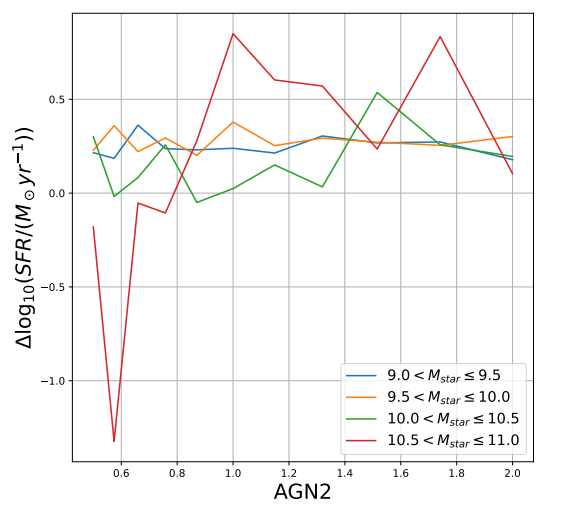 Δlog₁₀(SFR/(M⊙yr⁻¹))
0.5
0.0
−0.5
−1.0
9.0 < M_star ≤ 9.5
9.5 < M_star ≤ 10.0
10.0 < M_star ≤ 10.5
10.5 < M_star ≤ 11.0
0.6 0.8 1.0 1.2 1.4 1.6 1.8 2.0
AGN2